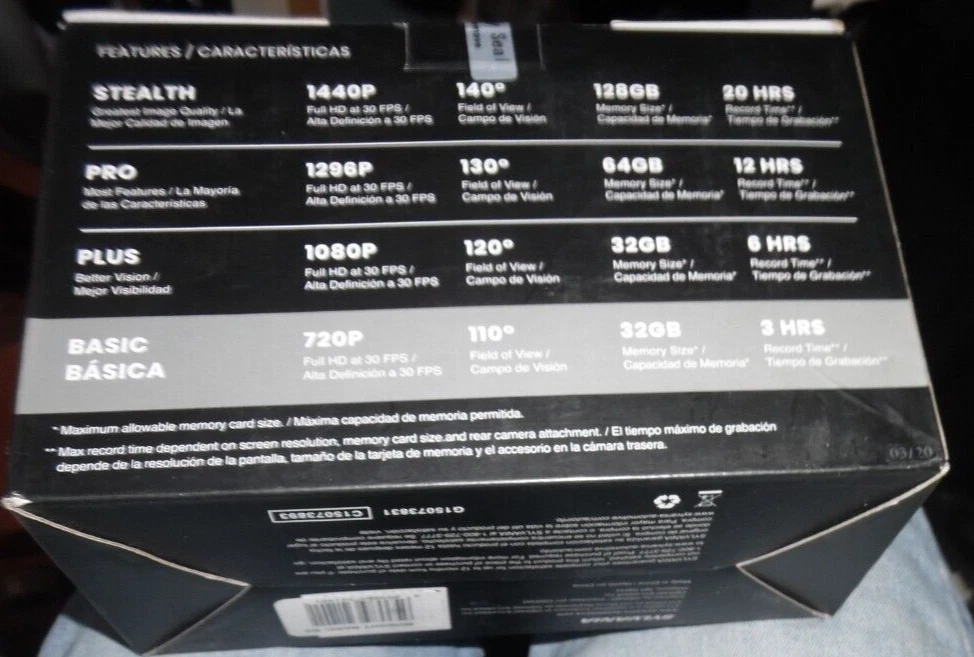 FEATURES / CARACTERÍSTICAS
Seal
STEALTH
Greatest Image Quality / La
Mejor Calidad de Imagen
1440P
Full HD at 30 FPS /
Alta Definición a 30 FPS
140º
Field of View /
Campo de Visión
128GB
Memory Size* /
Capacidad de Memoria*
20 HRS
Record Time** /
Tiempo de Grabación**
PRO
Most Features / La Mayoría
de las Características
1296P
Full HD at 30 FPS /
Alta Definición a 30 FPS
130º
Field of View /
Campo de Visión
64GB
Memory Size* /
Capacidad de Memoria*
12 HRS
Record Time** /
Tiempo de Grabación**
PLUS
Better Vision /
Mejor Visibilidad
1080P
Full HD at 30 FPS /
Alta Definición a 30 FPS
120º
Field of View /
Campo de Visión
32GB
Memory Size* /
Capacidad de Memoria*
6 HRS
Record Time** /
Tiempo de Grabación**
BASIC
BÁSICA
720P
Full HD at 30 FPS /
Alta Definición a 30 FPS
110º
Field of View /
Campo de Visión
32GB
Memory Size* /
Capacidad de Memoria*
3 HRS
Record Time** /
Tiempo de Grabación**
* Maximum allowable memory card size. / Máxima capacidad de memoria permitida.
** Max record time dependent on screen resolution, memory card size.and rear camera attachment. / El tiempo máximo de grabación
depende de la resolución de la pantalla, tamaño de la tarjeta de memoria y el accesorio en la cámara trasera.
03/20
G15073831
C15073893
SYLVANIA